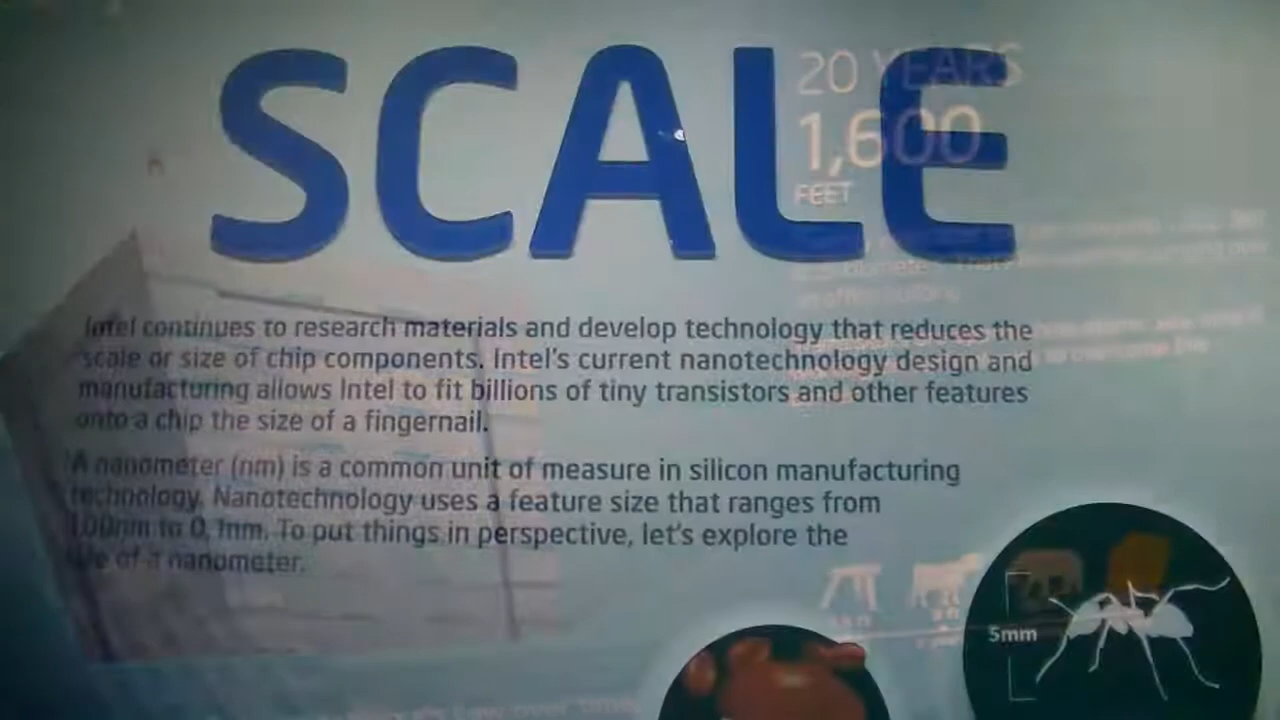 SCALE
20 YEARS
1,600
FEET
Intel continues to research materials and develop technology that reduces the
scale or size of chip components. Intel's current nanotechnology design and
manufacturing allows Intel to fit billions of tiny transistors and other features
onto a chip the size of a fingernail.
A nanometer (nm) is a common unit of measure in silicon manufacturing
technology. Nanotechnology uses a feature size that ranges from
100nm to 0.1nm. To put things in perspective, let's explore the
of a nanometer.
5mm